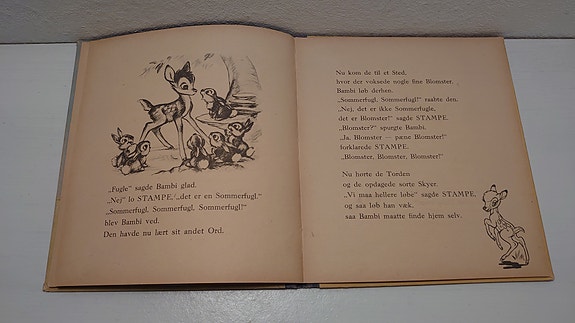 „Fugle“ sagde Bambi glad.
„Nej“ lo STAMPE, „det er en Sommerfugl.“
„Sommerfugl, Sommerfugl, Sommerfugl!“
blev Bambi ved.
Den havde nu lært sit andet Ord.
Nu kom de til et Sted,
hvor der voksede nogle fine Blomster.
Bambi løb derhen.
„Sommerfugl, Sommerfugl!“ raabte den.
„Nej, det er ikke Sommerfugle,
det er Blomster!“ sagde STAMPE.
„Blomster?“ spurgte Bambi.
„Ja, Blomster — pæne Blomster!“
forklarede STAMPE.
„Blomster, Blomster, Blomster!“
Nu hørte de Torden
og de opdagede sorte Skyer.
„Vi maa hellere løbe“ sagde STAMPE,
og saa løb han væk,
saa Bambi maatte finde hjem selv.